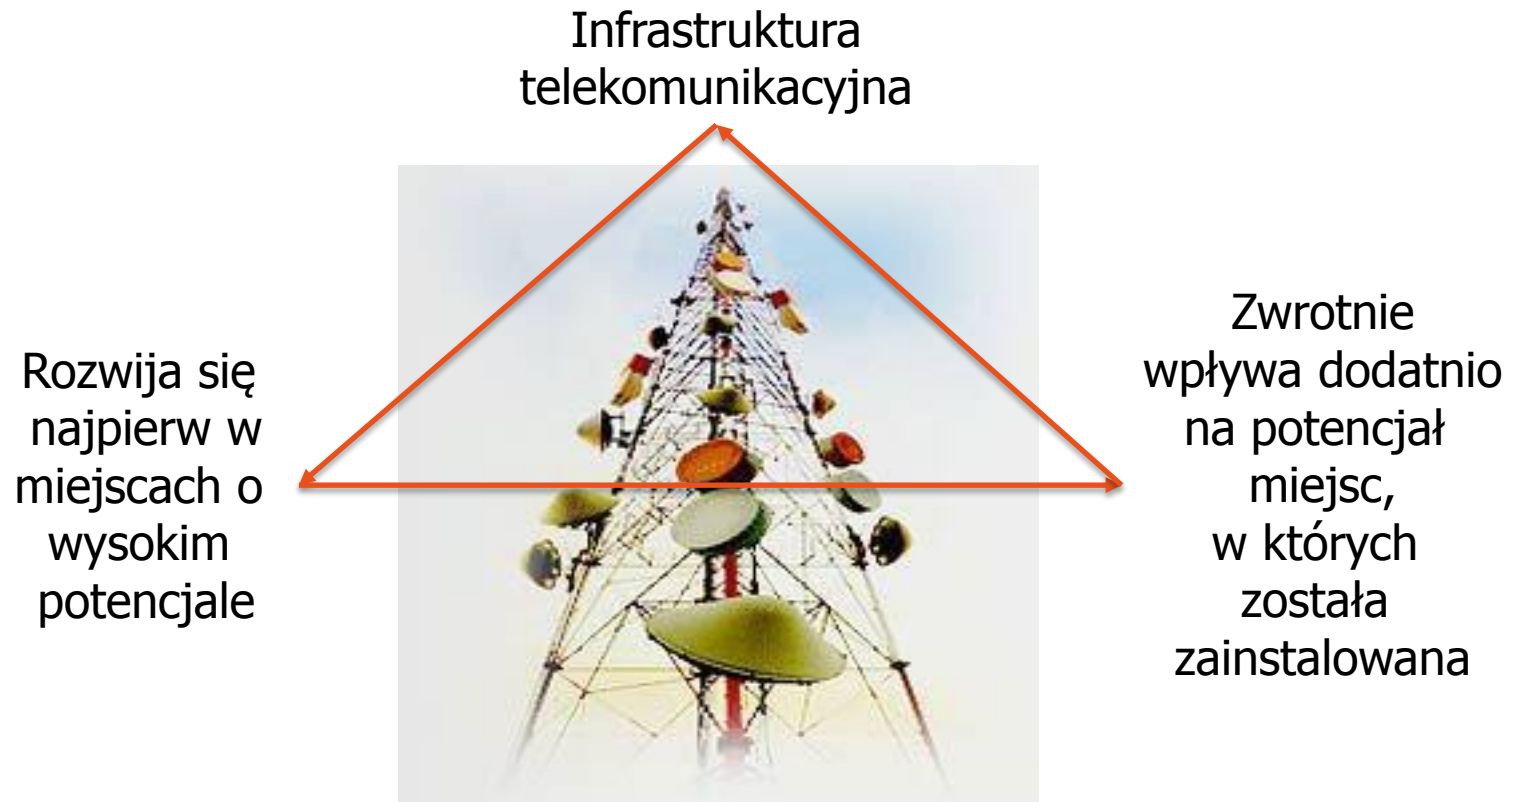 Infrastruktura
telekomunikacyjna
Rozwija się
najpierw w
miejscach o
wysokim
potencjale
Zwrotnie
wpływa dodatnio
na potencjał
miejsc,
w których
została
zainstalowana